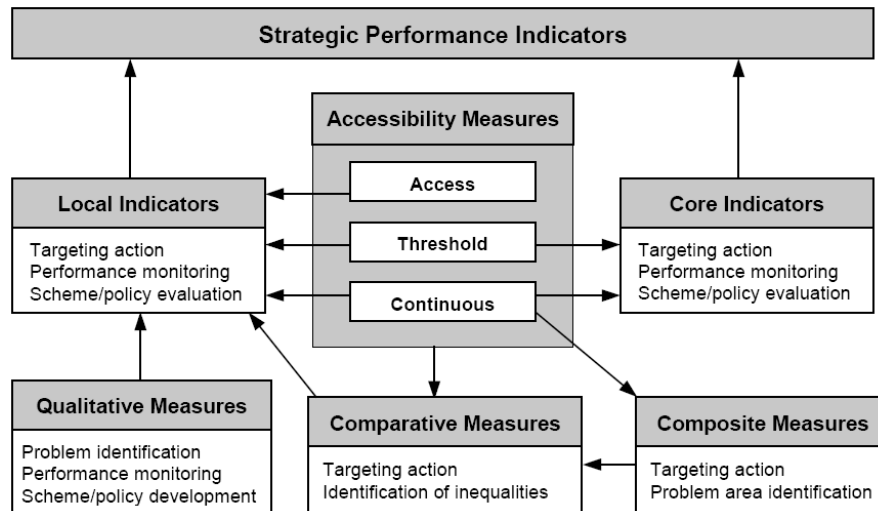 Strategic Performance Indicators
Accessibility Measures
Access
Threshold
Continuous
Local Indicators
Targeting action
Performance monitoring
Scheme/policy evaluation
Core Indicators
Targeting action
Performance monitoring
Scheme/policy evaluation
Qualitative Measures
Problem identification
Performance monitoring
Scheme/policy development
Comparative Measures
Targeting action
Identification of inequalities
Composite Measures
Targeting action
Problem area identification